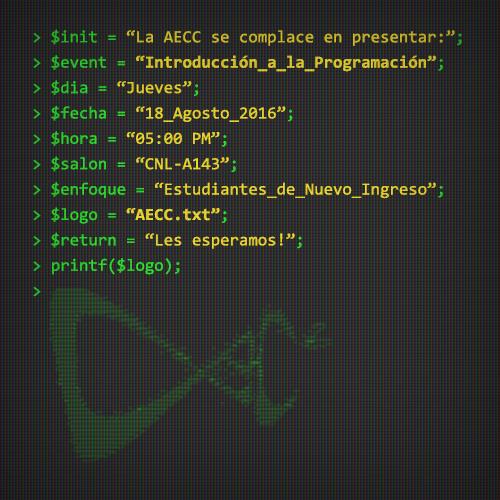 > $init = “La AECC se complace en presentar:”;
> $event = “Introducción_a_la_Programación”;
> $dia = “Jueves”;
> $fecha = “18_Agosto_2016”;
> $hora = “05:00 PM”;
> $salon = “CNL-A143”;
> $enfoque = “Estudiantes_de_Nuevo_Ingreso”;
> $logo = “AECC.txt”;
> $return = “Les esperamos!”;
> printf($logo);
>